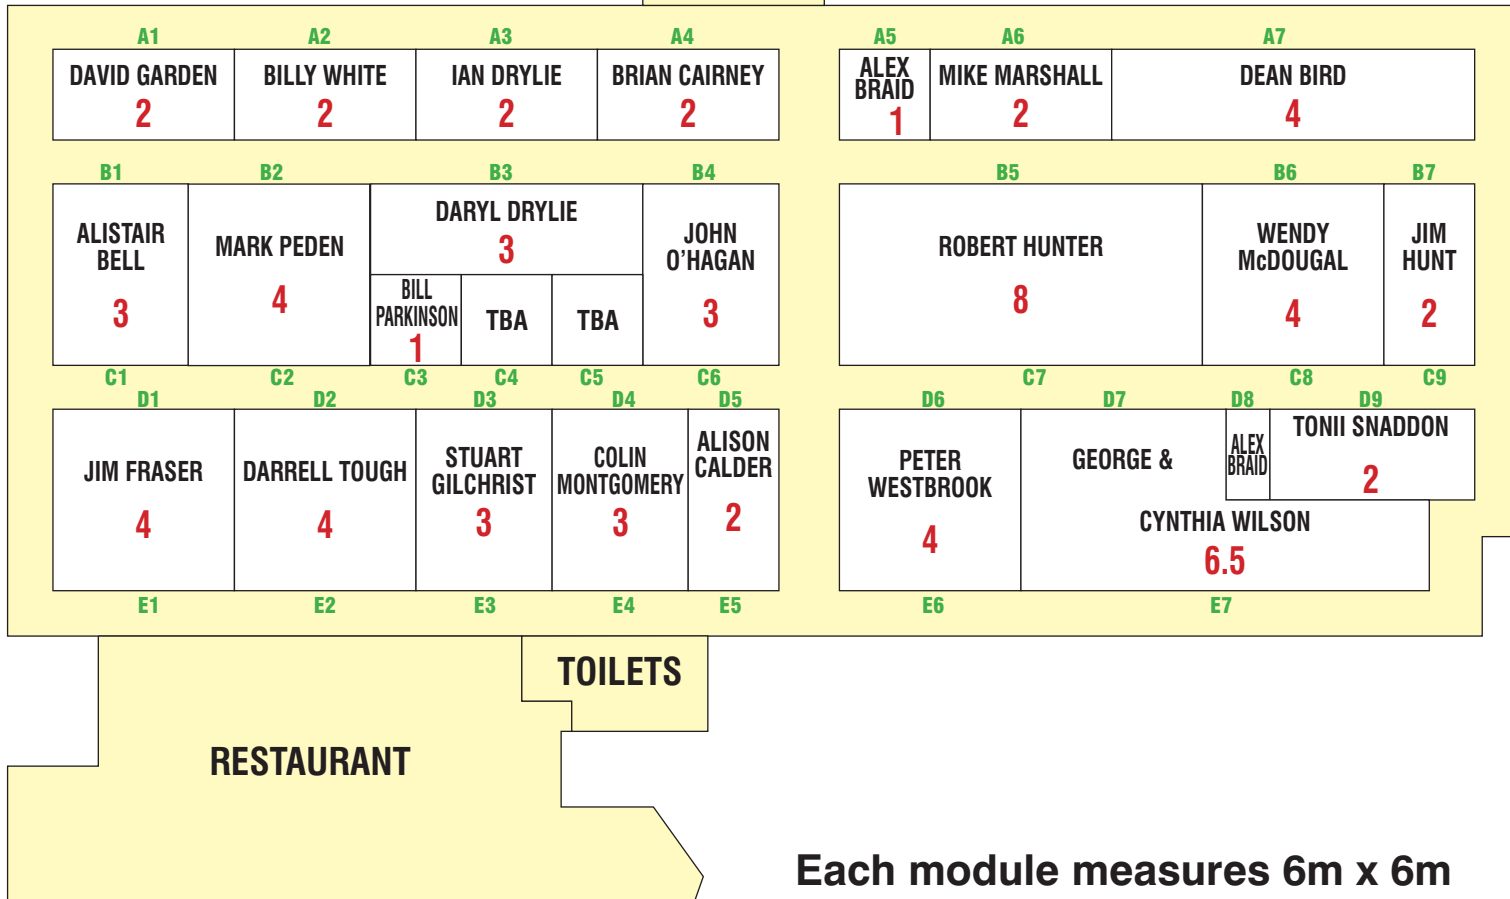 A1 A2 A3 A4 A5 A6 A7
DAVID GARDEN
2
BILLY WHITE
2
IAN DRYLIE
2
BRIAN CAIRNEY
2
ALEX
BRAID
1
MIKE MARSHALL
2
DEAN BIRD
4
B1 B2 B3 B4 B5 B6 B7
ALISTAIR
BELL
3
MARK PEDEN
4
DARYL DRYLIE
3
BILL
PARKINSON
1
TBA
TBA
JOHN
O'HAGAN
3
ROBERT HUNTER
8
WENDY
McDOUGAL
4
JIM
HUNT
2
C1 C2 C3 C4 C5 C6 C7 C8 C9
D1 D2 D3 D4 D5 D6 D7 D8 D9
JIM FRASER
4
DARRELL TOUGH
4
STUART
GILCHRIST
3
COLIN
MONTGOMERY
3
ALISON
CALDER
2
PETER
WESTBROOK
4
GEORGE &
CYNTHIA WILSON
6.5
ALEX
BRAID
TONII SNADDON
2
E1 E2 E3 E4 E5 E6 E7
TOILETS
RESTAURANT
Each module measures 6m x 6m